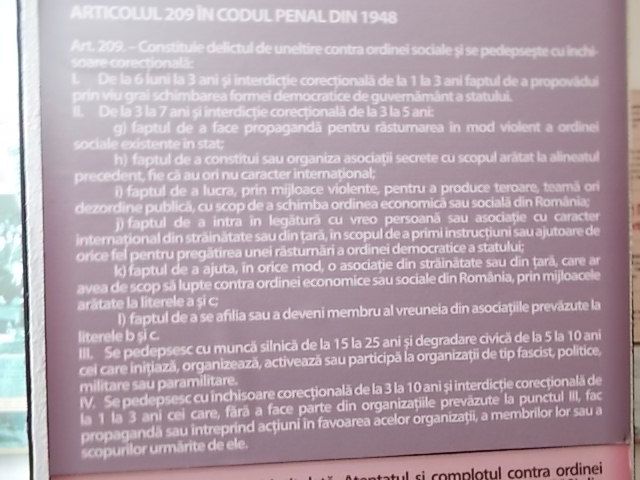 ARTICOLUL 209 ÎN CODUL PENAL DIN 1948
Art. 209. – Constituie delictul de uneltire contra ordinei sociale și se pedepsește cu închi-
soare corecțională:
I. De la 6 luni la 3 ani și interdicție corecțională de la 1 la 3 ani faptul de a propovădui
prin viu grai schimbarea formei democratice de guvernământ a statului.
II. De la 3 la 7 ani și interdicție corecțională de la 3 la 5 ani:
g) faptul de a face propagandă pentru răsturnarea în mod violent a ordinei
sociale existente în stat;
h) faptul de a constitui sau organiza asociații secrete cu scopul arătat la alineatul
precedent, fie că au ori nu caracter internațional;
i) faptul de a lucra, prin mijloace violente, pentru a produce teroare, teamă ori
dezordine publică, cu scop de a schimba ordinea economică sau socială din România;
j) faptul de a intra în legătură cu vreo persoană sau asociație cu caracter
internațional din străinătate sau din țară, în scopul de a primi instrucțiuni sau ajutoare de
orice fel pentru pregătirea unei răsturnări a ordinei democratice a statului;
k) faptul de a ajuta, în orice mod, o asociație din străinătate sau din țară, care ar
avea de scop să lupte contra ordinei economice sau sociale din România, prin mijloacele
arătate la literele a și c;
l) faptul de a se afilia sau a deveni membru al vreuneia din asociațiile prevăzute la
literele b și c.
III. Se pedepsesc cu muncă silnică de la 15 la 25 ani și degradare civică de la 5 la 10 ani
cei care inițiază, organizează, activează sau participă la organizații de tip fascist, politice,
militare sau paramilitare.
IV. Se pedepsesc cu închisoare corecțională de la 3 la 10 ani și interdicție corecțională de
la 1 la 3 ani cei care, fără a face parte din organizațiile prevăzute la punctul III, fac
propagandă sau întreprind acțiuni în favoarea acelor organizații, a membrilor lor sau a
scopurilor urmărite de ele.
Atentatul și complotul contra ordinei